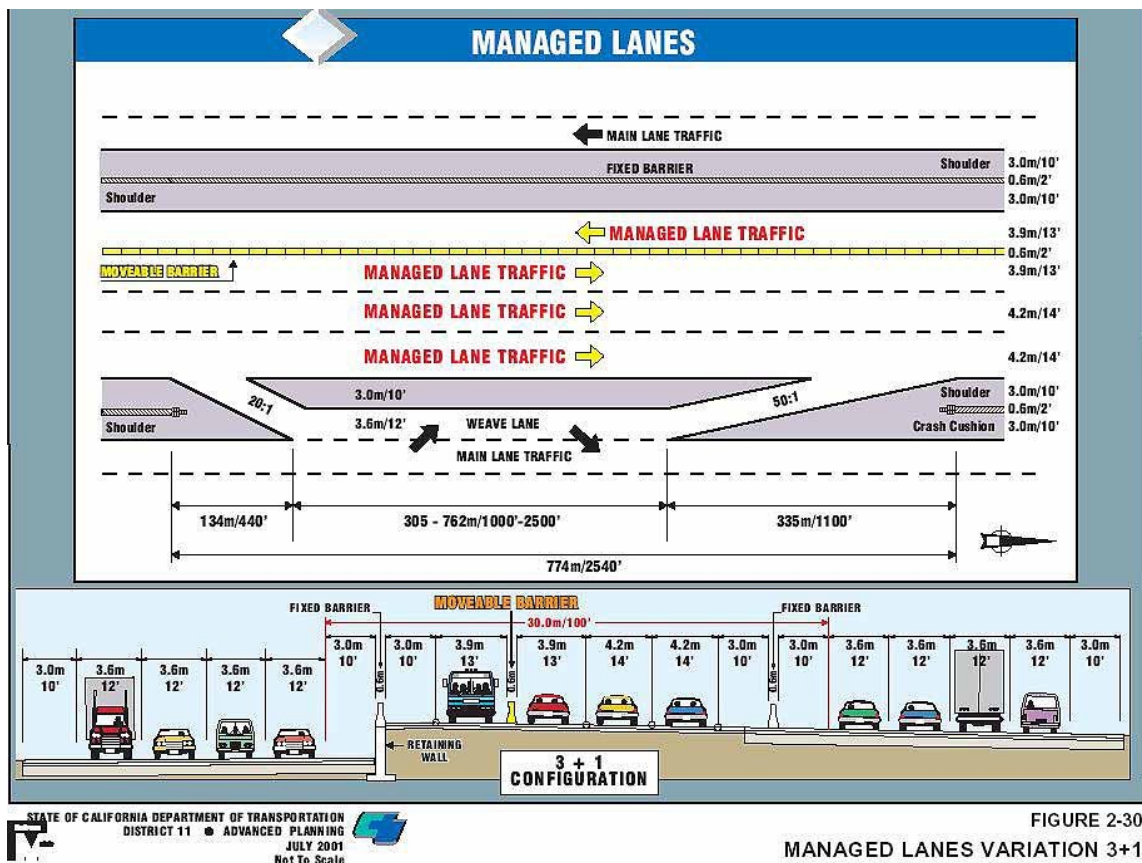 MANAGED LANES
MAIN LANE TRAFFIC
FIXED BARRIER
Shoulder
3.0m/10'
0.6m/2'
Shoulder
3.0m/10'
MANAGED LANE TRAFFIC
3.9m/13'
0.6m/2'
MOVEABLE BARRIER
MANAGED LANE TRAFFIC
3.9m/13'
MANAGED LANE TRAFFIC
4.2m/14'
MANAGED LANE TRAFFIC
4.2m/14'
20:1
3.0m/10'
50:1
Shoulder
3.0m/10'
0.6m/2'
Shoulder
3.6m/12'
WEAVE LANE
Crash Cushion
3.0m/10'
MAIN LANE TRAFFIC
134m/440'
305 - 762m/1000'-2500'
335m/1100'
774m/2540'
FIXED BARRIER
MOVEABLE BARRIER
FIXED BARRIER
30.0m/100'
3.0m
10'
3.6m
12'
3.6m
12'
3.6m
12'
3.6m
12'
3.0m
10'
0.6m
3.0m
10'
3.9m
13'
0.6m
3.9m
13'
4.2m
14'
4.2m
14'
3.0m
10'
0.6m
3.0m
10'
3.6m
12'
3.6m
12'
3.6m
12'
3.6m
12'
3.0m
10'
RETAINING
WALL
3 + 1
CONFIGURATION
STATE OF CALIFORNIA DEPARTMENT OF TRANSPORTATION
DISTRICT 11 ● ADVANCED PLANNING
JULY 2001
Not To Scale
FIGURE 2-30
MANAGED LANES VARIATION 3+1